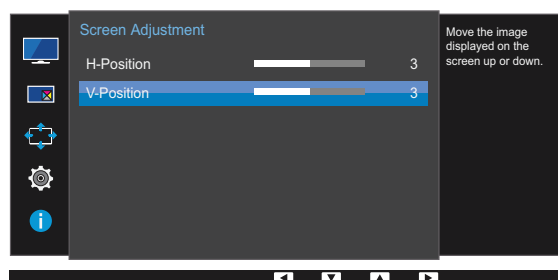 Screen Adjustment
H-Position 3
V-Position 3
Move the image
displayed on the
screen up or down.